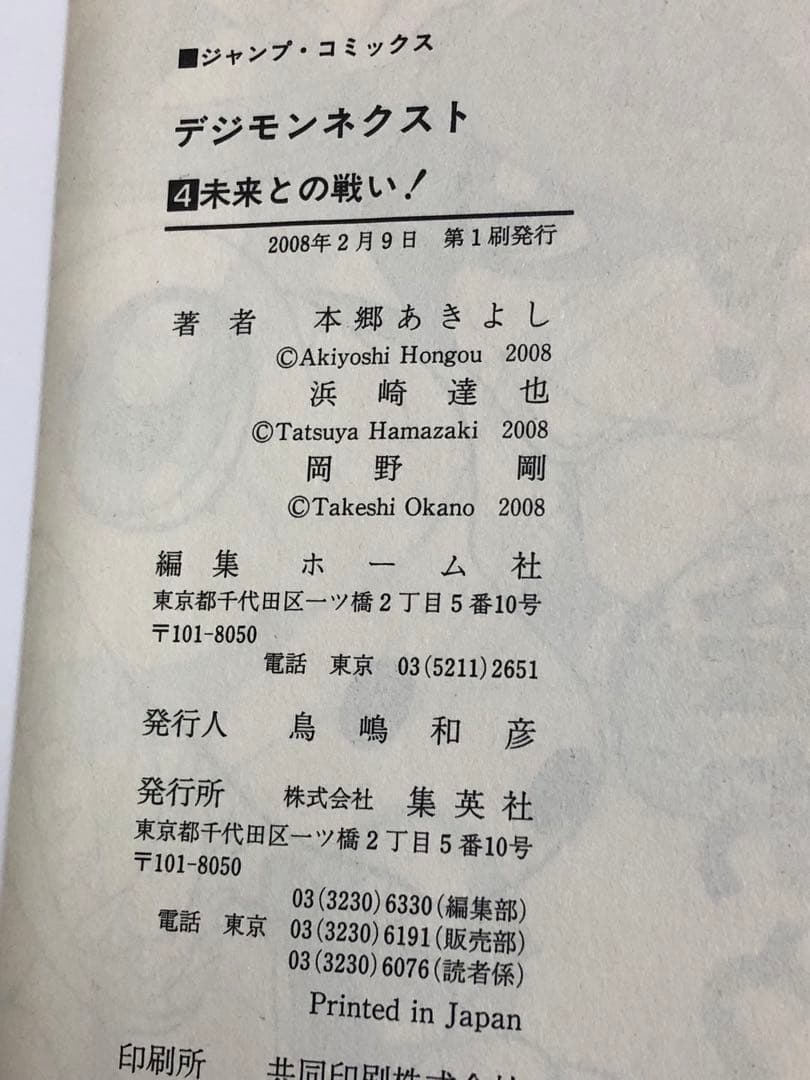 ■ジャンプ・コミックス
デジモンネクスト
4未来との戦い!
2008年2月9日 第1刷発行
著者 本郷あきよし
©Akiyoshi Hongou 2008
浜崎達也
©Tatsuya Hamazaki 2008
岡野 剛
©Takeshi Okano 2008
編集 ホーム社
東京都千代田区一ツ橋2丁目5番10号
〒101-8050
電話 東京 03(5211)2651
発行人 鳥嶋和彦
発行所 株式会社 集英社
東京都千代田区一ツ橋2丁目5番10号
〒101-8050
03(3230)6330(編集部)
電話 東京 03(3230)6191(販売部)
03(3230)6076(読者係)
Printed in Japan
印刷所 共同印刷株式会社